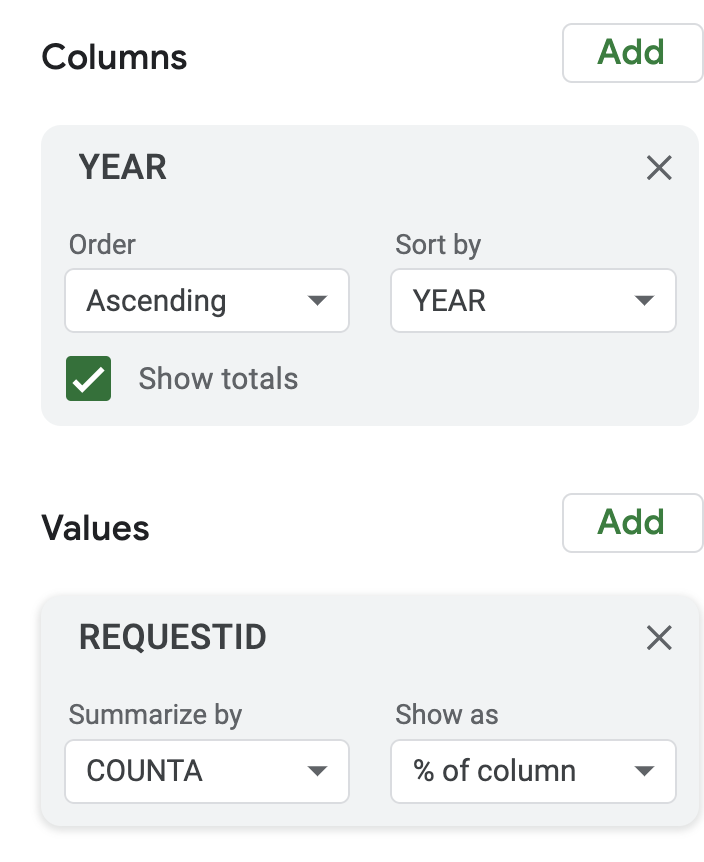 Columns
Add
YEAR
Order
Sort by
Ascending
YEAR
Show totals
Values
Add
REQUESTID
Summarize by
Show as
COUNTA
% of column